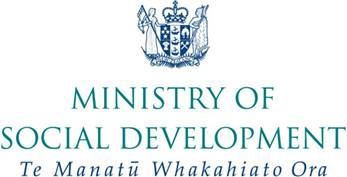 MINISTRY OF
SOCIAL DEVELOPMENT
Te Manatū Whakahiato Ora